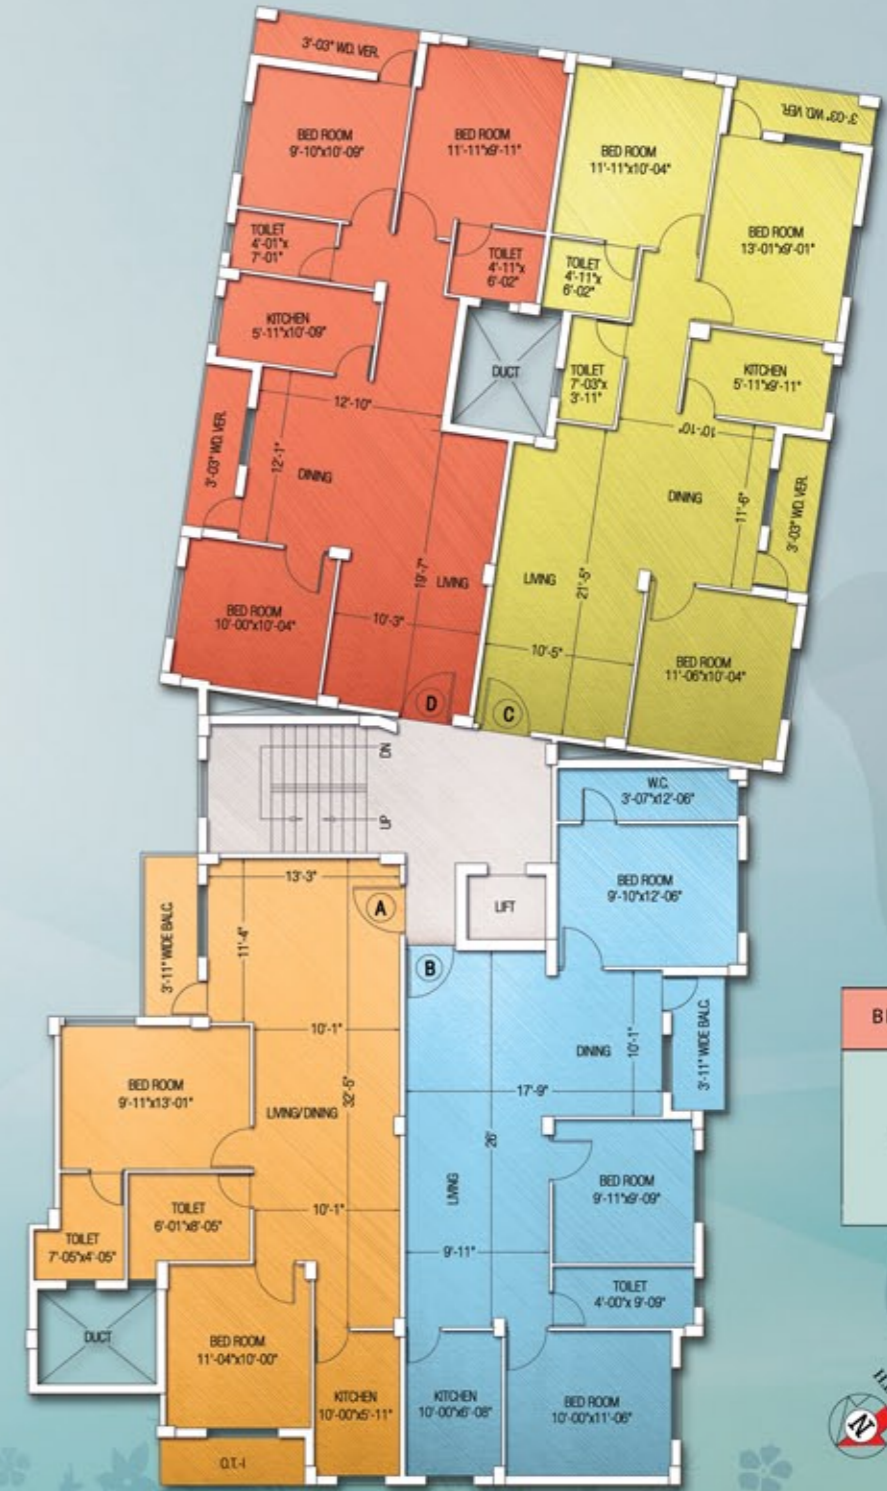 3'-03" WD. VER.
BED ROOM
9'-10"x10'-09"
BED ROOM
11'-11"x9'-11"
TOILET
4'-01"x
7'-01"
TOILET
4'-11"x
6'-02"
KITCHEN
5'-11"x10'-09"
12'-10"
3'-03" WD. VER.
12'-1"
DINING
19'-7"
LIVING
BED ROOM
10'-00"x10'-04"
10'-3"
D
BED ROOM
11'-11"x10'-04"
3'-03" WD. VER.
BED ROOM
13'-01"x9'-01"
TOILET
4'-11"x
6'-02"
DUCT
TOILET
7'-03"x
3'-11"
KITCHEN
5'-11"x9'-11"
10'-10"
DINING
11'-6"
3'-03" WD. VER.
LIVING
21'-5"
10'-5"
BED ROOM
11'-06"x10'-04"
C
DN
UP
LIFT
W.C.
3'-07"x12'-06"
BED ROOM
9'-10"x12'-06"
B
DINING
10'-1"
3'-11" WIDE BALC.
17'-9"
26'
LIVING
BED ROOM
9'-11"x9'-09"
9'-11"
TOILET
4'-00"x 9'-09"
KITCHEN
10'-00"x6'-08"
BED ROOM
10'-00"x11'-06"
13'-3"
A
3'-11" WIDE BALC.
11'-4"
10'-1"
32'-5"
BED ROOM
9'-11"x13'-01"
LIVING/DINING
TOILET
6'-01"x8'-05"
10'-1"
TOILET
7'-05"x4'-05"
DUCT
BED ROOM
11'-04"x10'-00"
KITCHEN
10'-00"x5'-11"
O.T.-I
N